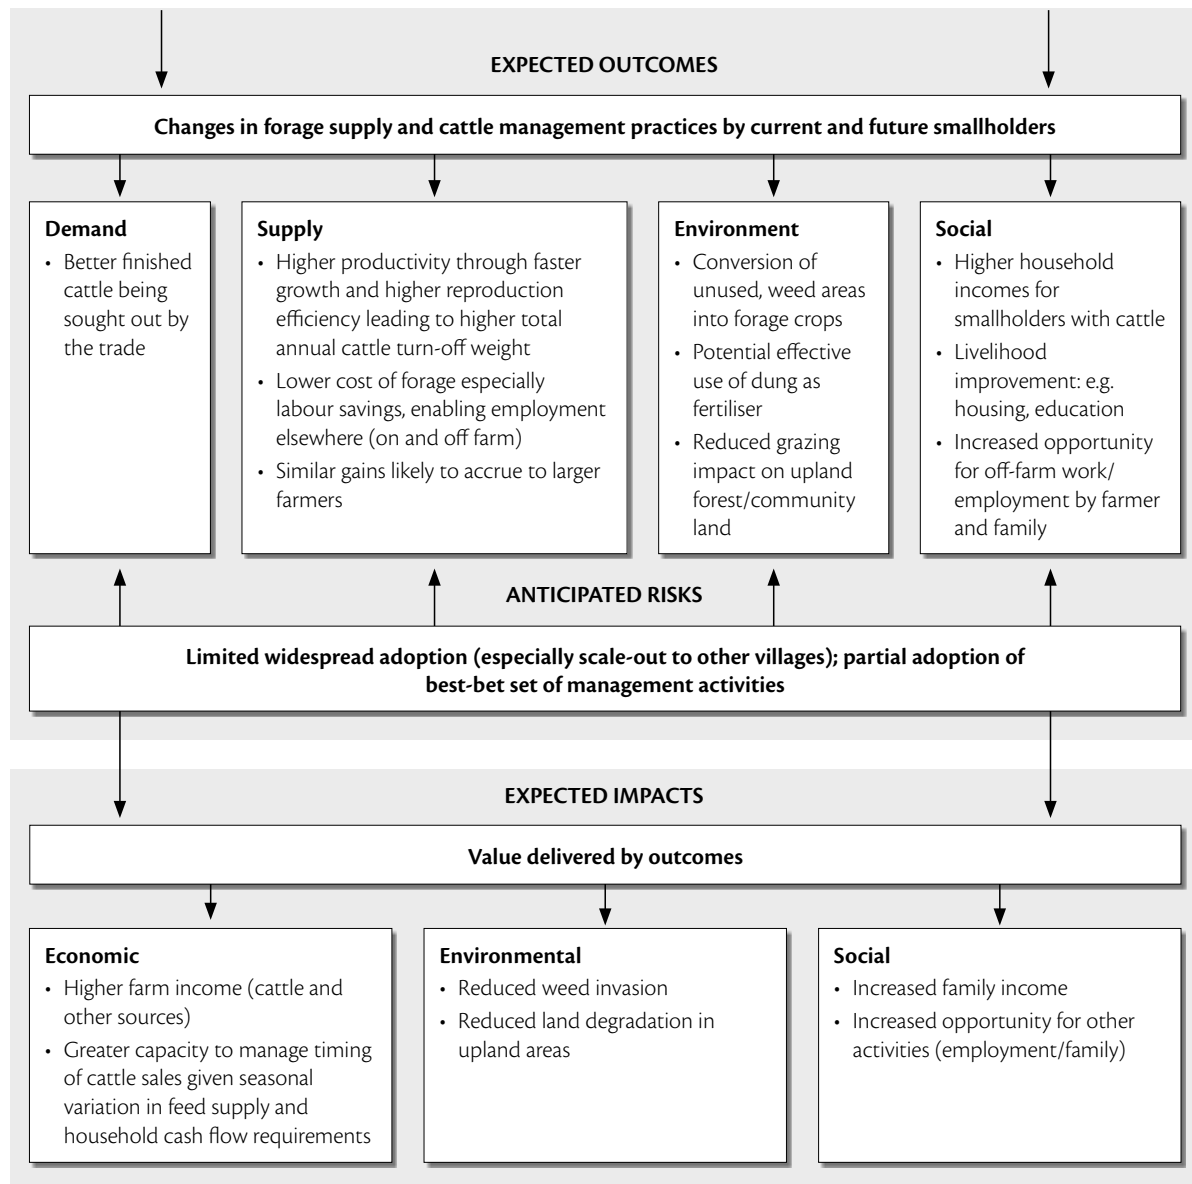 EXPECTED OUTCOMES
Changes in forage supply and cattle management practices by current and future smallholders
Demand
• Better finished
cattle being
sought out by
the trade
Supply
• Higher productivity through faster
growth and higher reproduction
efficiency leading to higher total
annual cattle turn-off weight
• Lower cost of forage especially
labour savings, enabling employment
elsewhere (on and off farm)
• Similar gains likely to accrue to larger
farmers
Environment
• Conversion of
unused, weed areas
into forage crops
• Potential effective
use of dung as
fertiliser
• Reduced grazing
impact on upland
forest/community
land
Social
• Higher household
incomes for
smallholders with cattle
• Livelihood
improvement: e.g.
housing, education
• Increased opportunity
for off-farm work/
employment by farmer
and family
ANTICIPATED RISKS
Limited widespread adoption (especially scale-out to other villages); partial adoption of
best-bet set of management activities
EXPECTED IMPACTS
Value delivered by outcomes
Economic
• Higher farm income (cattle and
other sources)
• Greater capacity to manage timing
of cattle sales given seasonal
variation in feed supply and
household cash flow requirements
Environmental
• Reduced weed invasion
• Reduced land degradation in
upland areas
Social
• Increased family income
• Increased opportunity for other
activities (employment/family)